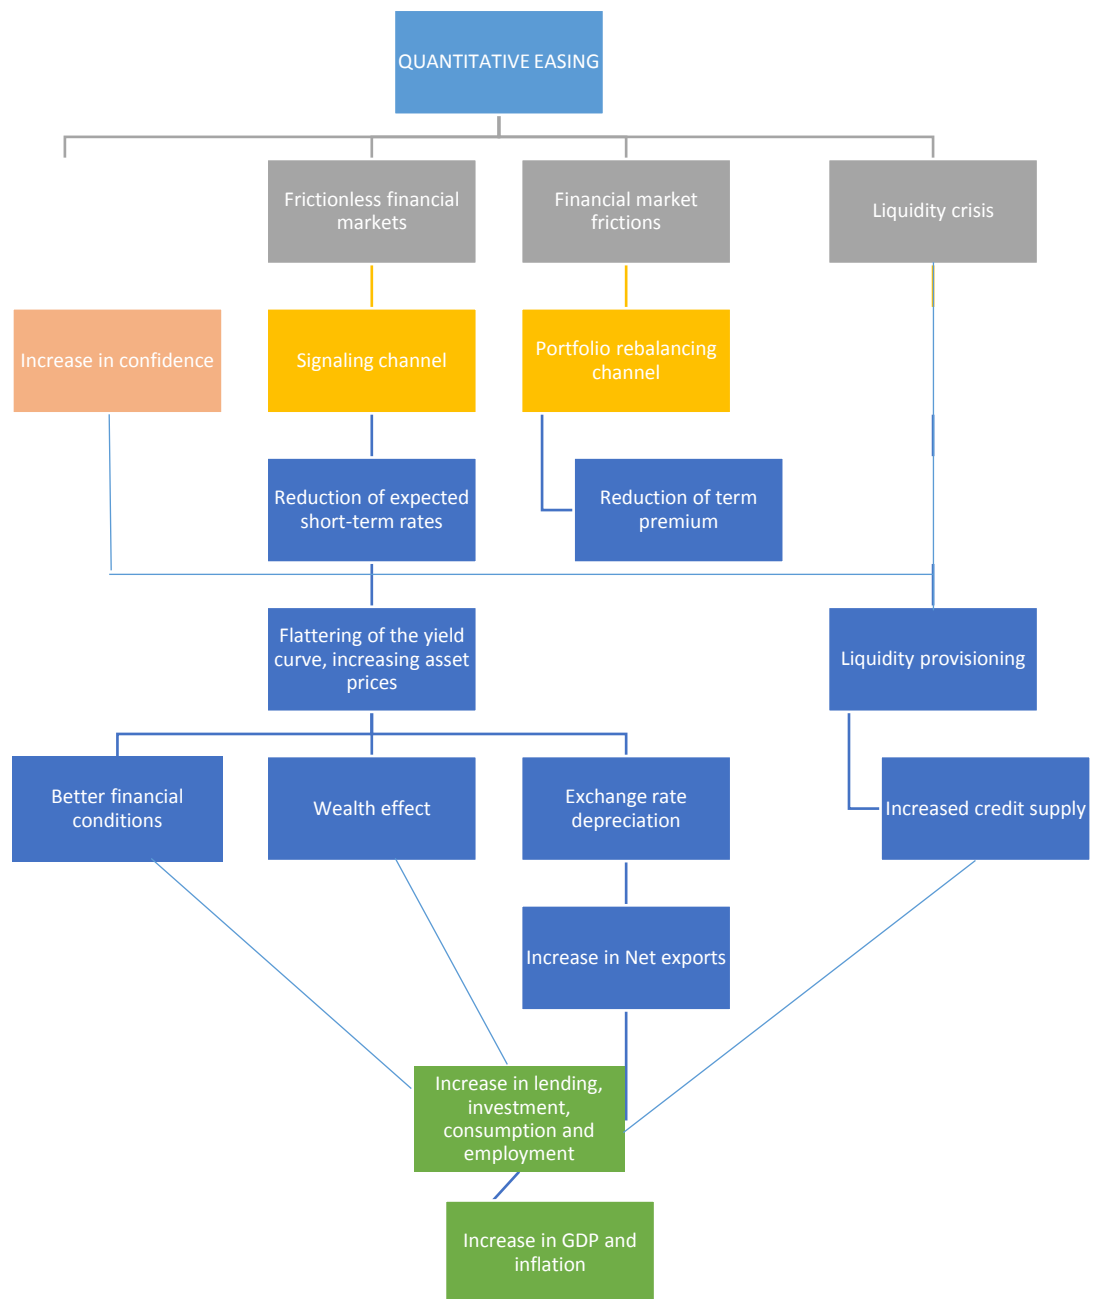 QUANTITATIVE EASING
Frictionless financial
markets
Financial market
frictions
Liquidity crisis
Increase in confidence
Signaling channel
Portfolio rebalancing
channel
Reduction of expected
short-term rates
Reduction of term
premium
Flattering of the yield
curve, increasing asset
prices
Liquidity provisioning
Better financial
conditions
Wealth effect
Exchange rate
depreciation
Increased credit supply
Increase in Net exports
Increase in lending,
investment,
consumption and
employment
Increase in GDP and
inflation